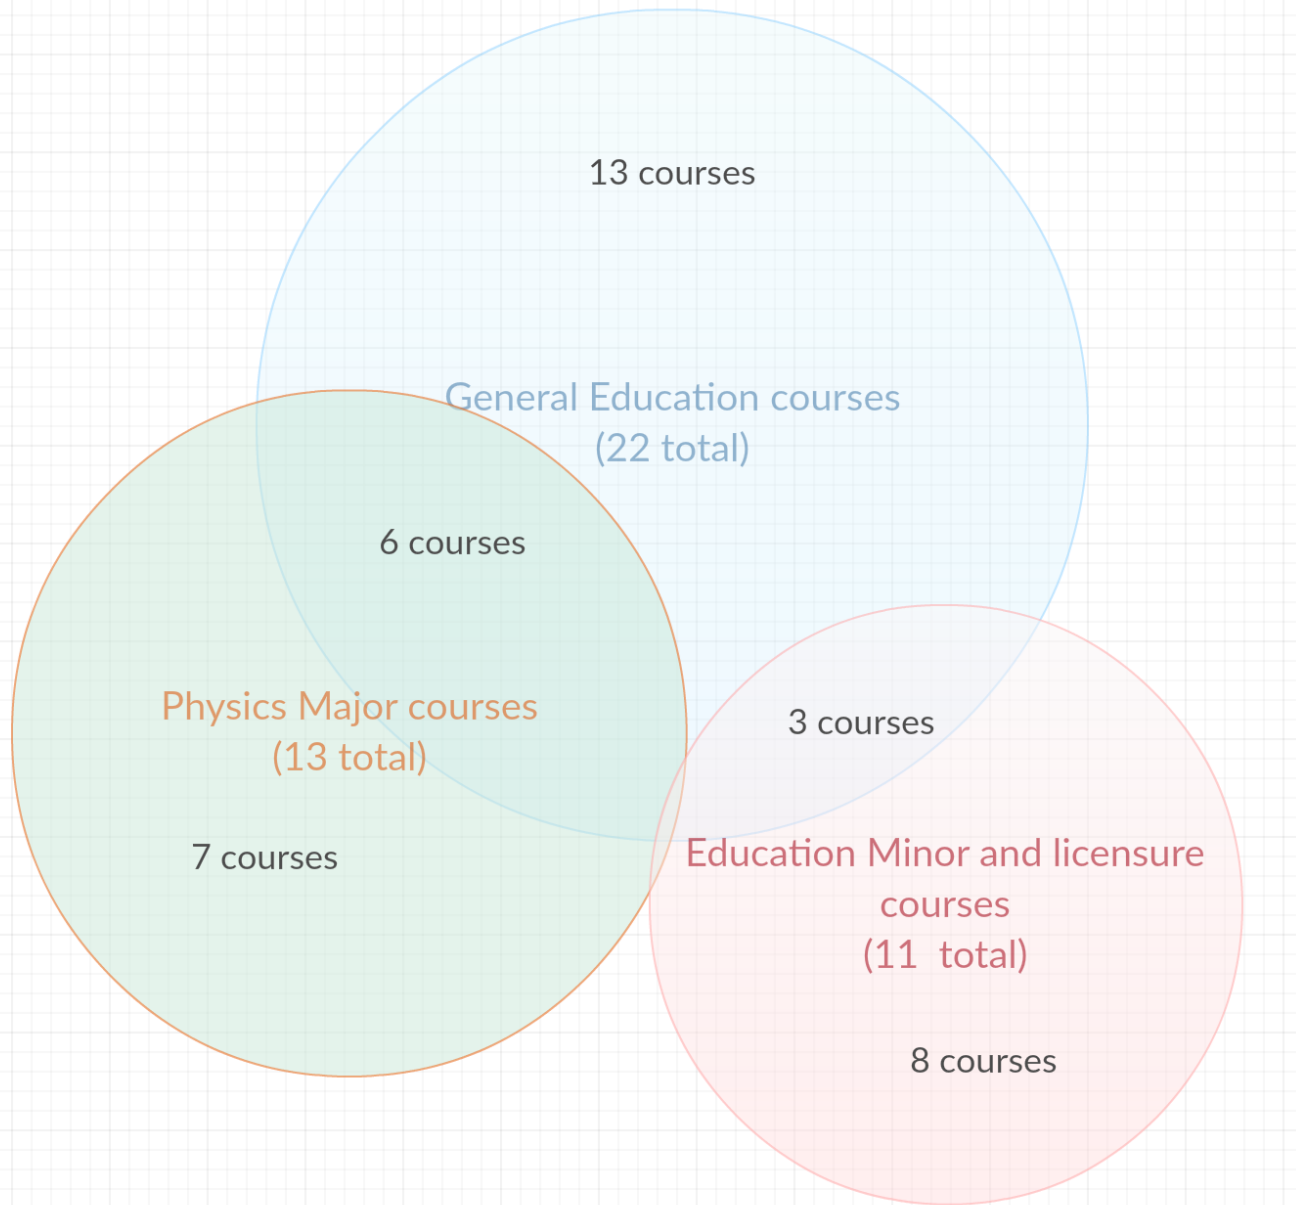 13 courses
General Education courses
(22 total)
6 courses
Physics Major courses
(13 total)
3 courses
7 courses
Education Minor and licensure
courses
(11  total)
8 courses